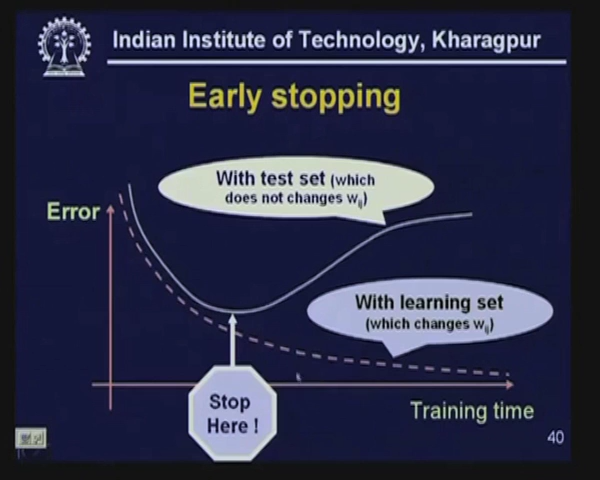 Indian Institute of Technology, Kharagpur
Early stopping
With test set (which
does not changes wij)
Error
With learning set
(which changes wij)
Stop
Here !
Training time
40